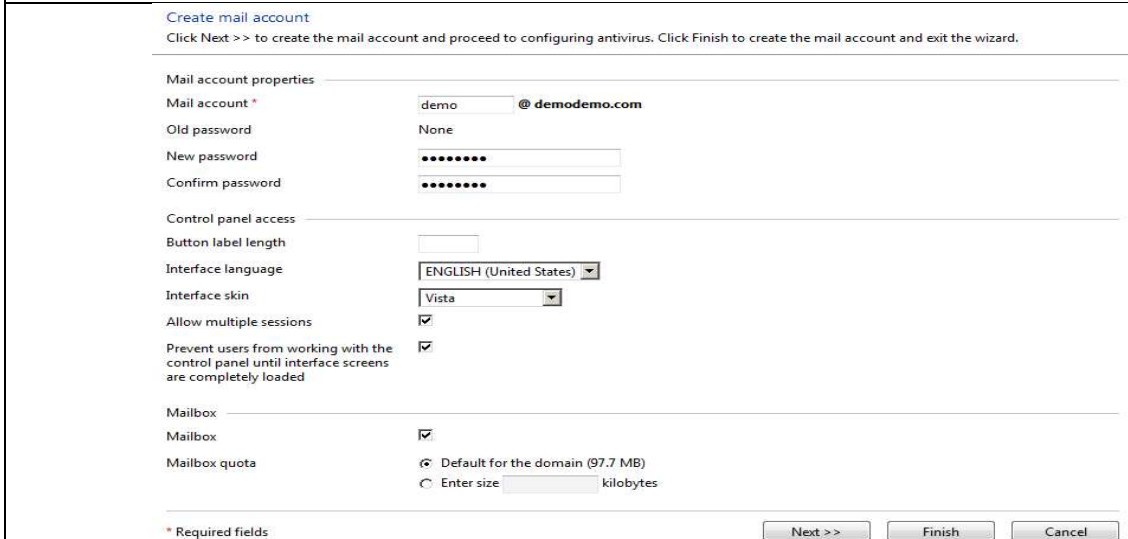 Create mail account
Click Next >> to create the mail account and proceed to configuring antivirus. Click Finish to create the mail account and exit the wizard.
Mail account properties
Mail account * demo @ demodemo.com
Old password None
New password ••••••••
Confirm password ••••••••
Control panel access
Button label length
Interface language ENGLISH (United States)
Interface skin Vista
Allow multiple sessions
Prevent users from working with the
control panel until interface screens
are completely loaded
Mailbox
Mailbox
Mailbox quota Default for the domain (97.7 MB)
Enter size kilobytes
* Required fields Next >> Finish Cancel